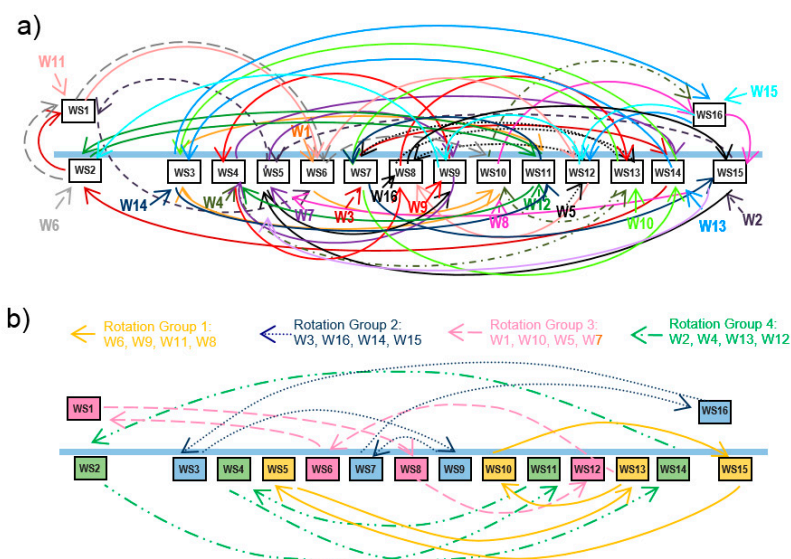 a)
W11
WS1
WS16
W15
W1
WS2
WS3
WS4
WS5
WS6
WS7
WS8
WS9
WS10
WS11
WS12
WS13
WS14
WS15
W6
W14
W4
W7
W3
W16
W9
W8
W12
W5
W10
W13
W2
b)
Rotation Group 1:
W6, W9, W11, W8
Rotation Group 2:
W3, W16, W14, W15
Rotation Group 3:
W1, W10, W5, W7
Rotation Group 4:
W2, W4, W13, W12
WS1
WS16
WS2
WS3
WS4
WS5
WS6
WS7
WS8
WS9
WS10
WS11
WS12
WS13
WS14
WS15